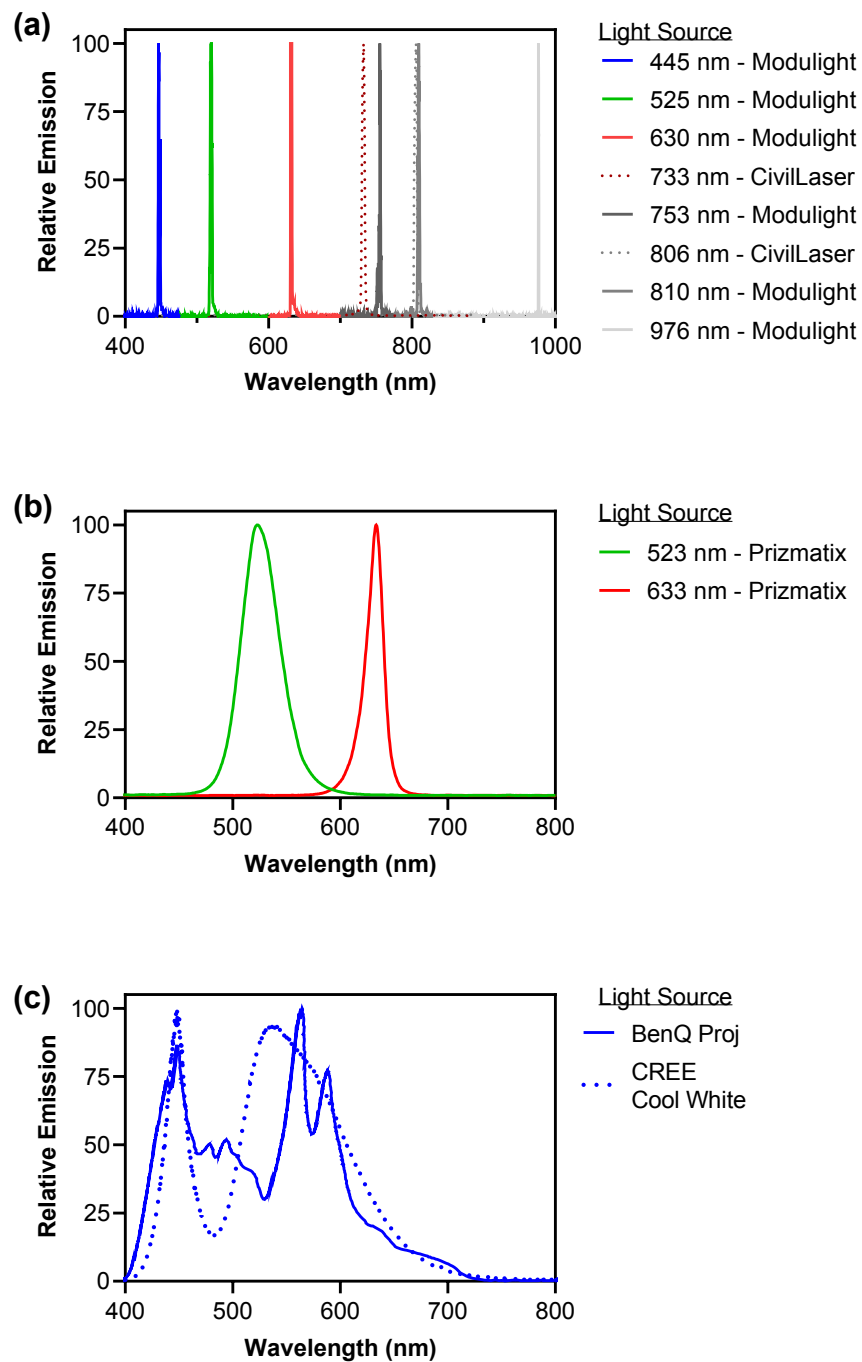 (a)
Relative Emission
100
75
50
25
0
400
600
800
1000
Wavelength (nm)
Light Source
445 nm - Modulight
525 nm - Modulight
630 nm - Modulight
733 nm - CivilLaser
753 nm - Modulight
806 nm - CivilLaser
810 nm - Modulight
976 nm - Modulight
(b)
Relative Emission
100
75
50
25
0
400
500
600
700
800
Wavelength (nm)
Light Source
523 nm - Prizmatix
633 nm - Prizmatix
(c)
Relative Emission
100
75
50
25
0
400
500
600
700
800
Wavelength (nm)
Light Source
BenQ Proj
CREE
Cool White